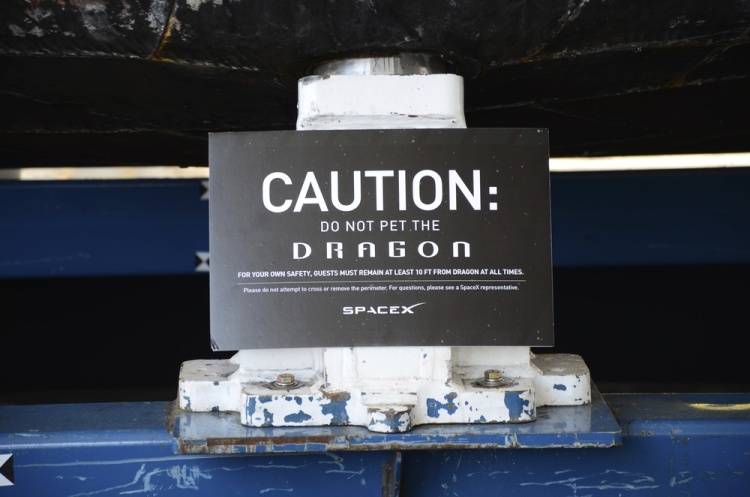 CAUTION:
DO NOT PET THE
DRAGON
FOR YOUR OWN SAFETY, GUESTS MUST REMAIN AT LEAST 10 FT FROM DRAGON AT ALL TIMES.
Please do not attempt to cross or remove the perimeter. For questions, please see a SpaceX representative.
SPACEX